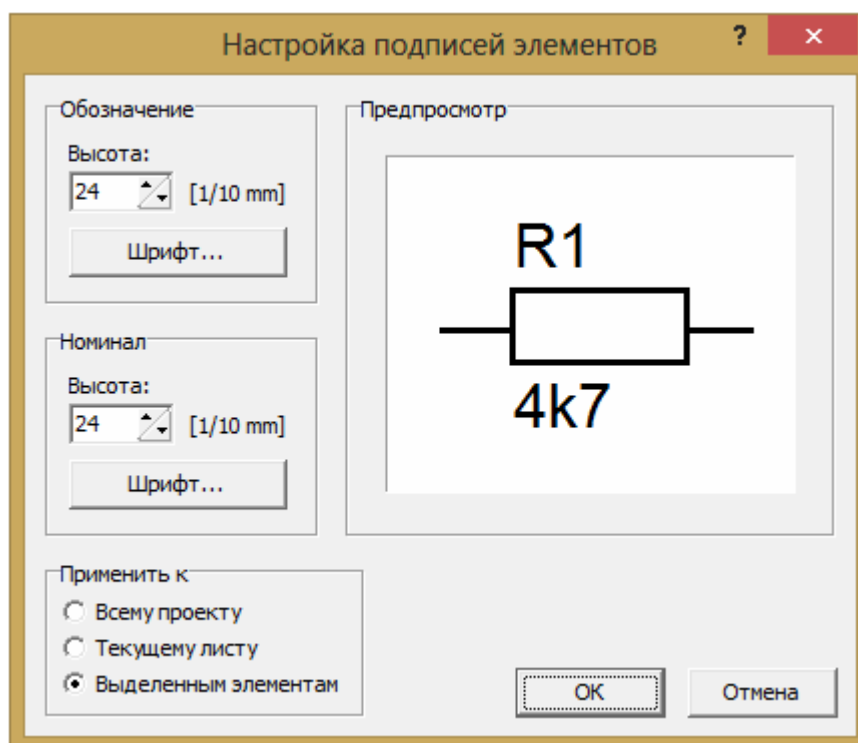 Настройка подписей элементов ? ×
Обозначение
Высота:
24 [1/10 mm]
Шрифт...
Номинал
Высота:
24 [1/10 mm]
Шрифт...
Предпросмотр
R1
4k7
Применить к
Всему проекту
Текущему листу
Выделенным элементам
OK
Отмена